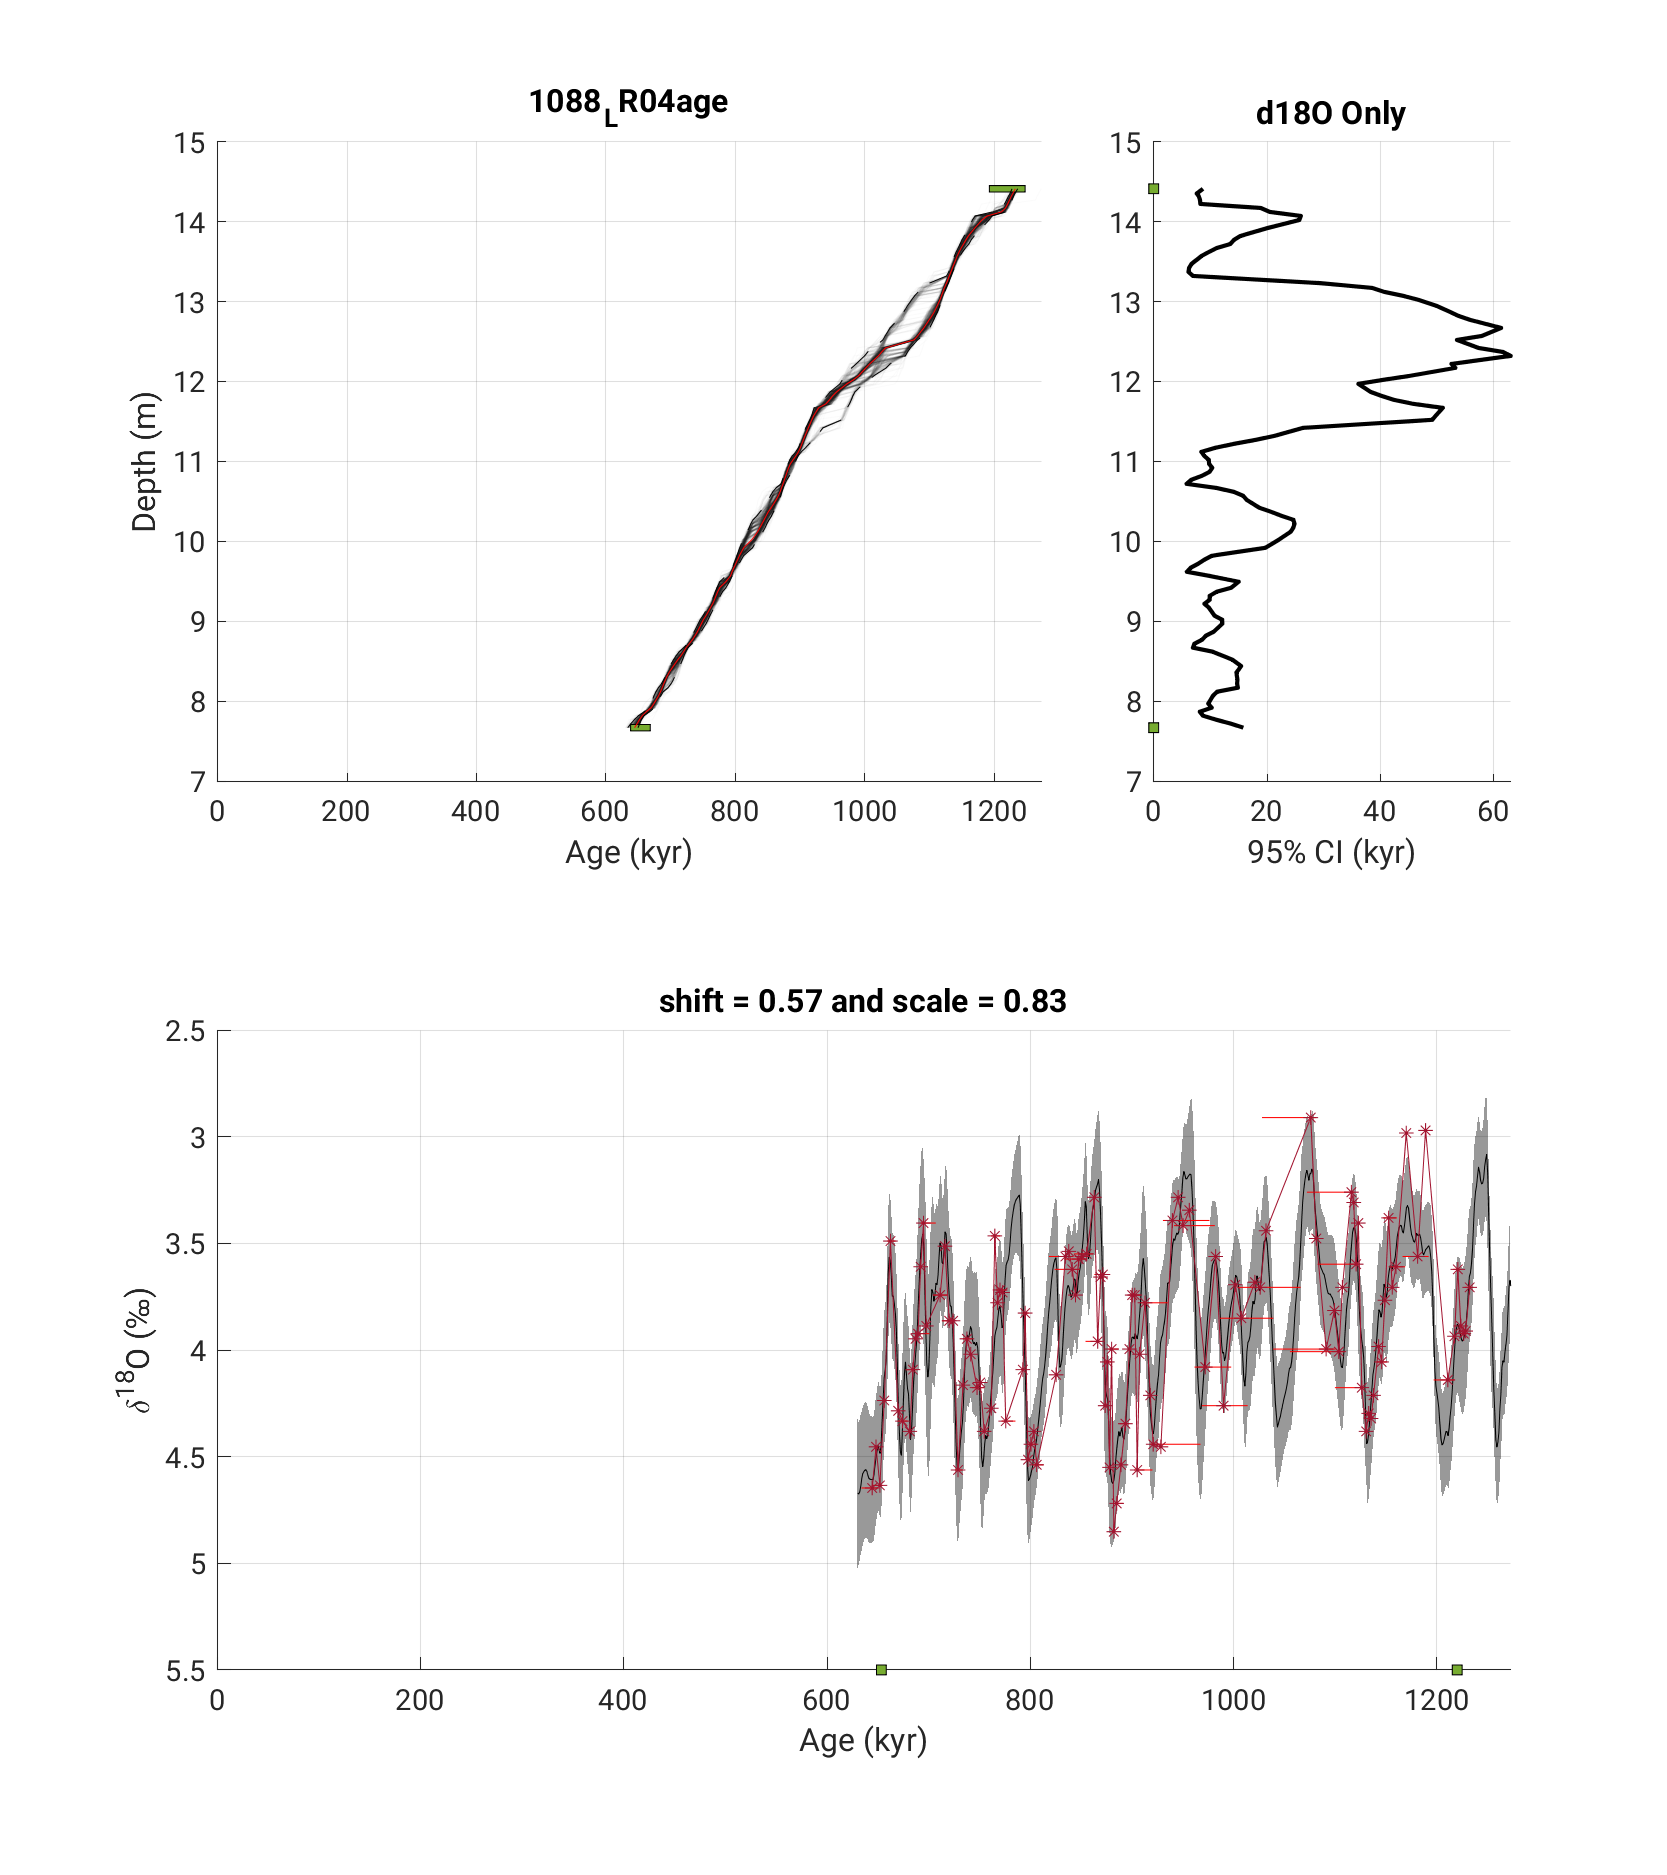 1088LR04age
d18O Only
15
14
13
12
11
10
9
8
7
Depth (m)
0 200 400 600 800 1000 1200
Age (kyr)
15
14
13
12
11
10
9
8
7
0 20 40 60
95% CI (kyr)
shift = 0.57 and scale = 0.83
2.5
3
3.5
4
4.5
5
5.5
δ18O (‰)
0 200 400 600 800 1000 1200
Age (kyr)